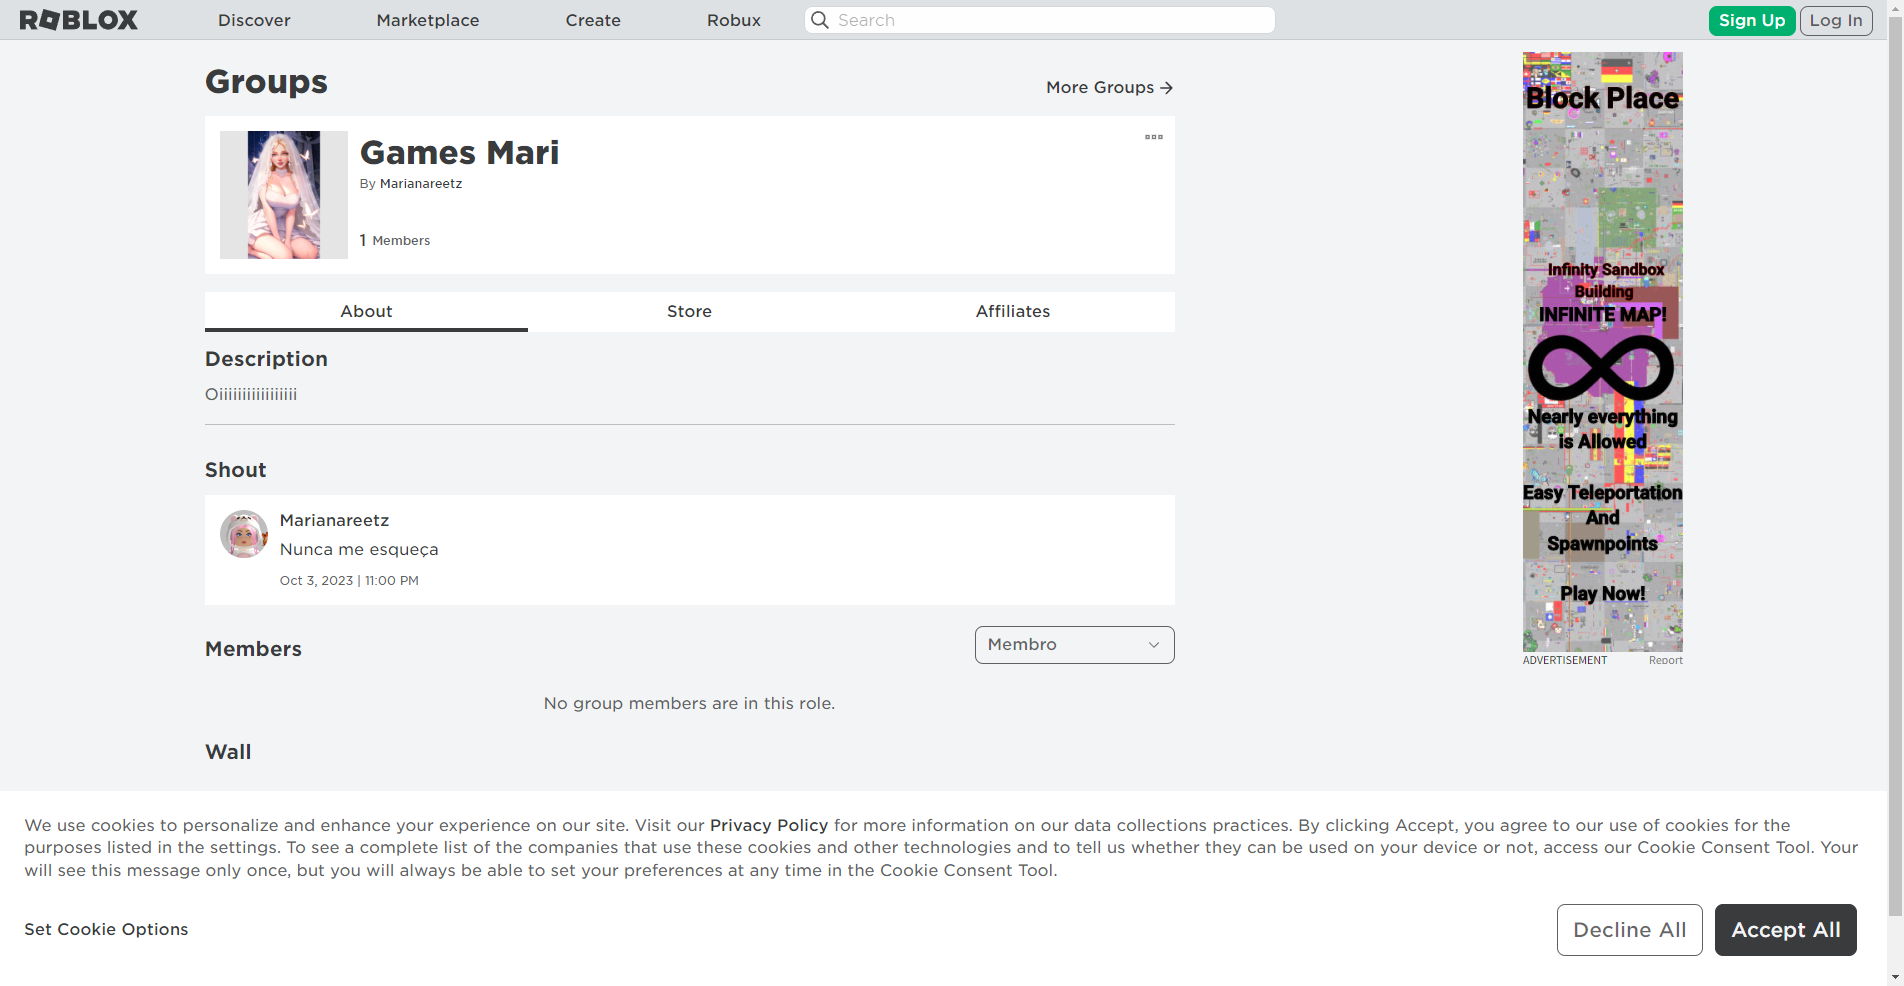 ROBLOX
Discover
Marketplace
Create
Robux
Search
Sign Up
Log In
Groups
More Groups
Games Mari
By Marianareetz
1 Members
About
Store
Affiliates
Description
Oiiiiiiiiiiiiiiii
Shout
Marianareetz
Nunca me esqueça
Oct 3, 2023 | 11:00 PM
Members
Membro
No group members are in this role.
Wall
Block Place
Infinity Sandbox
Building
INFINITE MAP!
Nearly everything
is Allowed
Easy Teleportation
And
Spawnpoints
Play Now!
ADVERTISEMENT
Report
We use cookies to personalize and enhance your experience on our site. Visit our Privacy Policy for more information on our data collections practices. By clicking Accept, you agree to our use of cookies for the
purposes listed in the settings. To see a complete list of the companies that use these cookies and other technologies and to tell us whether they can be used on your device or not, access our Cookie Consent Tool. Your
will see this message only once, but you will always be able to set your preferences at any time in the Cookie Consent Tool.
Set Cookie Options
Decline All
Accept All